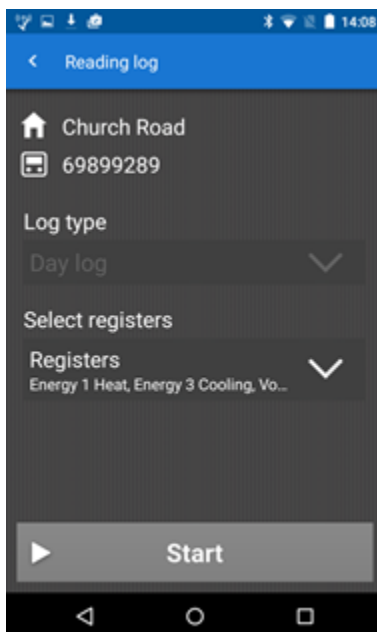 14:08
Reading log
Church Road
69899289
Log type
Day log
Select registers
Registers
Energy 1 Heat, Energy 3 Cooling, Vo...
Start